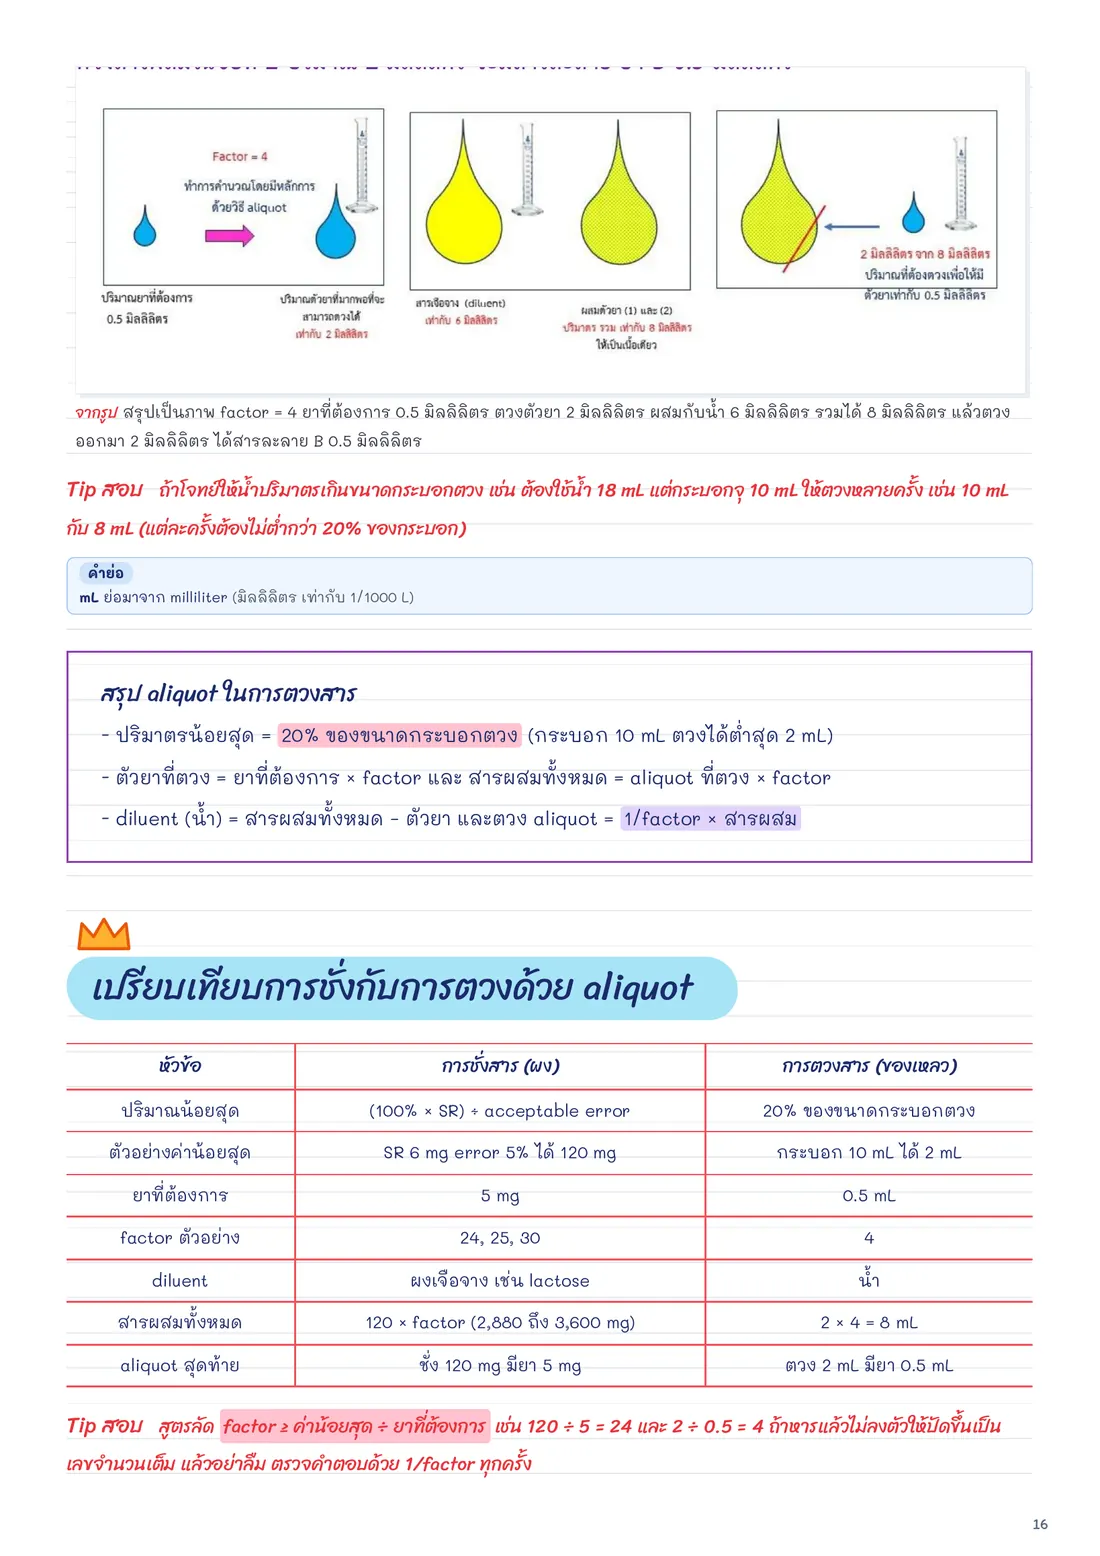 Factor = 4
ทำการคำนวณโดยมีหลักการ
ด้วยวิธี aliquot
ปริมาณยาที่ต้องการ
0.5 มิลลิลิตร
ปริมาณตัวยาที่มากพอที่จะ
สามารถตวงได้
เท่ากับ 2 มิลลิลิตร
สารเจือจาง (diluent)
เท่ากับ 6 มิลลิลิตร
ผสมตัวยา (1) และ (2)
ปริมาตร รวม เท่ากับ 8 มิลลิลิตร
ให้เป็นเนื้อเดียว
2 มิลลิลิตร จาก 8 มิลลิลิตร
ปริมาณที่ต้องตวงเพื่อให้มี
ตัวยาเท่ากับ 0.5 มิลลิลิตร
จากรูป สรุปเป็นภาพ factor = 4 ยาที่ต้องการ 0.5 มิลลิลิตร ตวงตัวยา 2 มิลลิลิตร ผสมกับน้ำ 6 มิลลิลิตร รวมได้ 8 มิลลิลิตร แล้วตวง
ออกมา 2 มิลลิลิตร ได้สารละลาย B 0.5 มิลลิลิตร
Tip สอบ ถ้าโจทย์ให้น้ำปริมาตรเกินขนาดกระบอกตวง เช่น ต้องใช้น้ำ 18 mL แต่กระบอกจุ 10 mL ให้ตวงหลายครั้ง เช่น 10 mL
กับ 8 mL (แต่ละครั้งต้องไม่ต่ำกว่า 20% ของกระบอก)
คำย่อ
mL ย่อมาจาก milliliter (มิลลิลิตร เท่ากับ 1/1000 L)
สรุป aliquot ในการตวงสาร
- ปริมาตรน้อยสุด = 20% ของขนาดกระบอกตวง (กระบอก 10 mL ตวงได้ต่ำสุด 2 mL)
- ตัวยาที่ตวง = ยาที่ต้องการ × factor และ สารผสมทั้งหมด = aliquot ที่ตวง × factor
- diluent (น้ำ) = สารผสมทั้งหมด - ตัวยา และตวง aliquot = 1/factor × สารผสม
เปรียบเทียบการชั่งกับการตวงด้วย aliquot
หัวข้อ การชั่งสาร (ผง) การตวงสาร (ของเหลว)
ปริมาณน้อยสุด (100% × SR) ÷ acceptable error 20% ของขนาดกระบอกตวง
ตัวอย่างค่าน้อยสุด SR 6 mg error 5% ได้ 120 mg กระบอก 10 mL ได้ 2 mL
ยาที่ต้องการ 5 mg 0.5 mL
factor ตัวอย่าง 24, 25, 30 4
diluent ผงเจือจาง เช่น lactose น้ำ
สารผสมทั้งหมด 120 × factor (2,880 ถึง 3,600 mg) 2 × 4 = 8 mL
aliquot สุดท้าย ชั่ง 120 mg มียา 5 mg ตวง 2 mL มียา 0.5 mL
Tip สอบ สูตรลัด factor ≥ ค่าน้อยสุด ÷ ยาที่ต้องการ เช่น 120 ÷ 5 = 24 และ 2 ÷ 0.5 = 4 ถ้าหารแล้วไม่ลงตัวให้ปัดขึ้นเป็น
เลขจำนวนเต็ม แล้วอย่าลืม ตรวจคำตอบด้วย 1/factor ทุกครั้ง
16